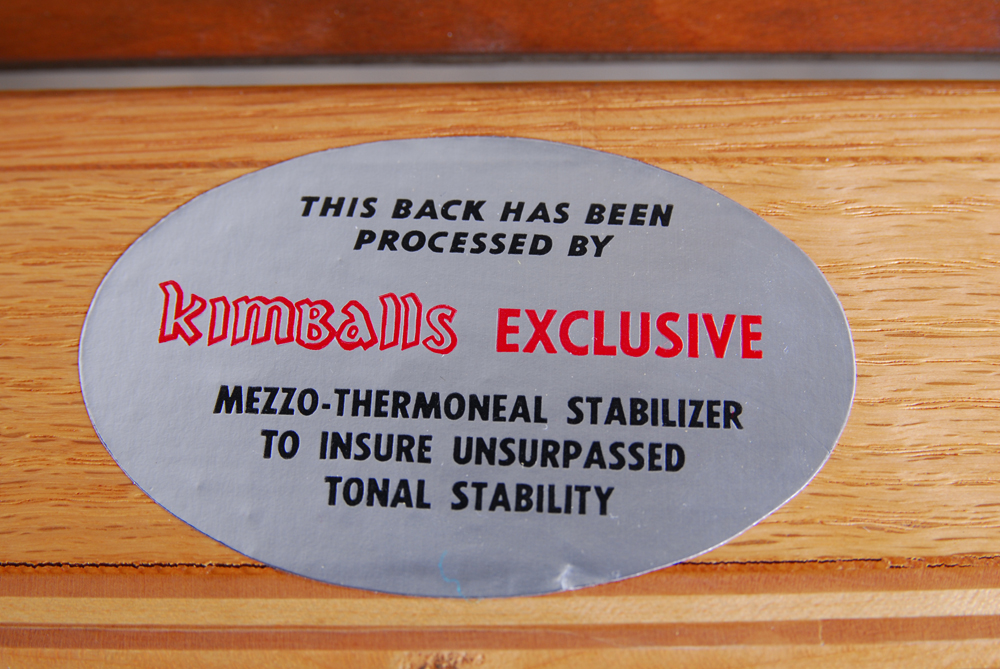 THIS BACK HAS BEEN
PROCESSED BY
kimballs EXCLUSIVE
MEZZO-THERMONEAL STABILIZER
TO INSURE UNSURPASSED
TONAL STABILITY